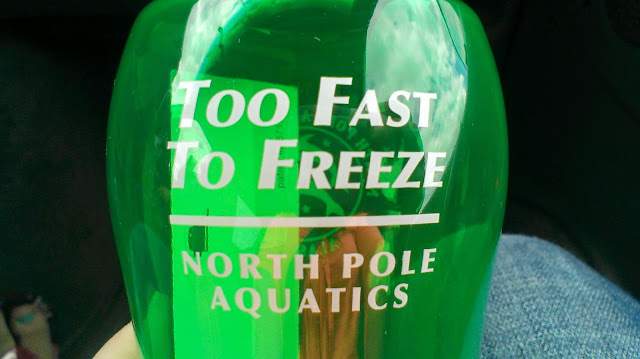 TOO FAST
TO FREEZE
NORTH POLE
AQUATICS